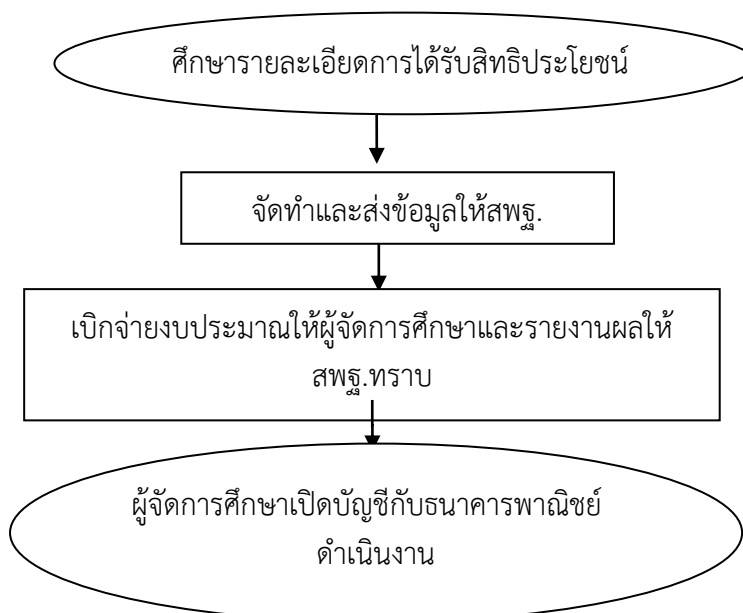 ศึกษารายละเอียดการได้รับสิทธิประโยชน์
จัดทำและส่งข้อมูลให้สพฐ.
เบิกจ่ายงบประมาณให้ผู้จัดการศึกษาและรายงานผลให้
สพฐ.ทราบ
ผู้จัดการศึกษาเปิดบัญชีกับธนาคารพาณิชย์
ดำเนินงาน